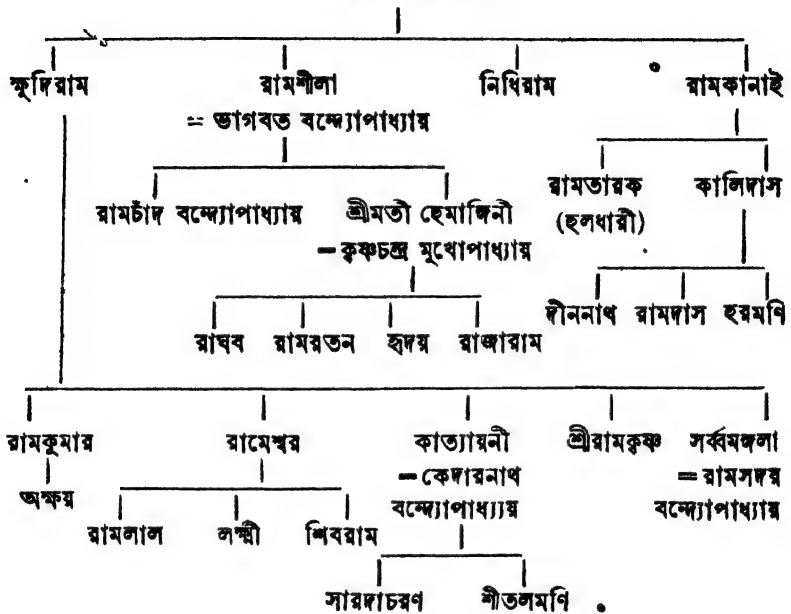 ক্ষুদিরাম রামশীলা নিধিরাম রামকানাই
= ভাগবত বন্দ্যোপাধ্যায়
রামতারক কালিদাস
(হলধারী)
রামচাঁদ বন্দ্যোপাধ্যায় শ্রীমতী হেমাঙ্গিনী
= কৃষ্ণচন্দ্র মুখোপাধ্যায়
দীননাথ রামদাস হরমণি
রাঘব রামরতন হৃদয় রাজারাম
রামকুমার রামেশ্বর কাত্যায়নী শ্রীরামকৃষ্ণ সর্ব্বমঙ্গলা
= কেদারনাথ = রামসদয়
অক্ষয় বন্দ্যোপাধ্যায় বন্দ্যোপাধ্যায়
রামলাল লক্ষ্মী শিবরাম
সারদাচরণ শীতলমণি